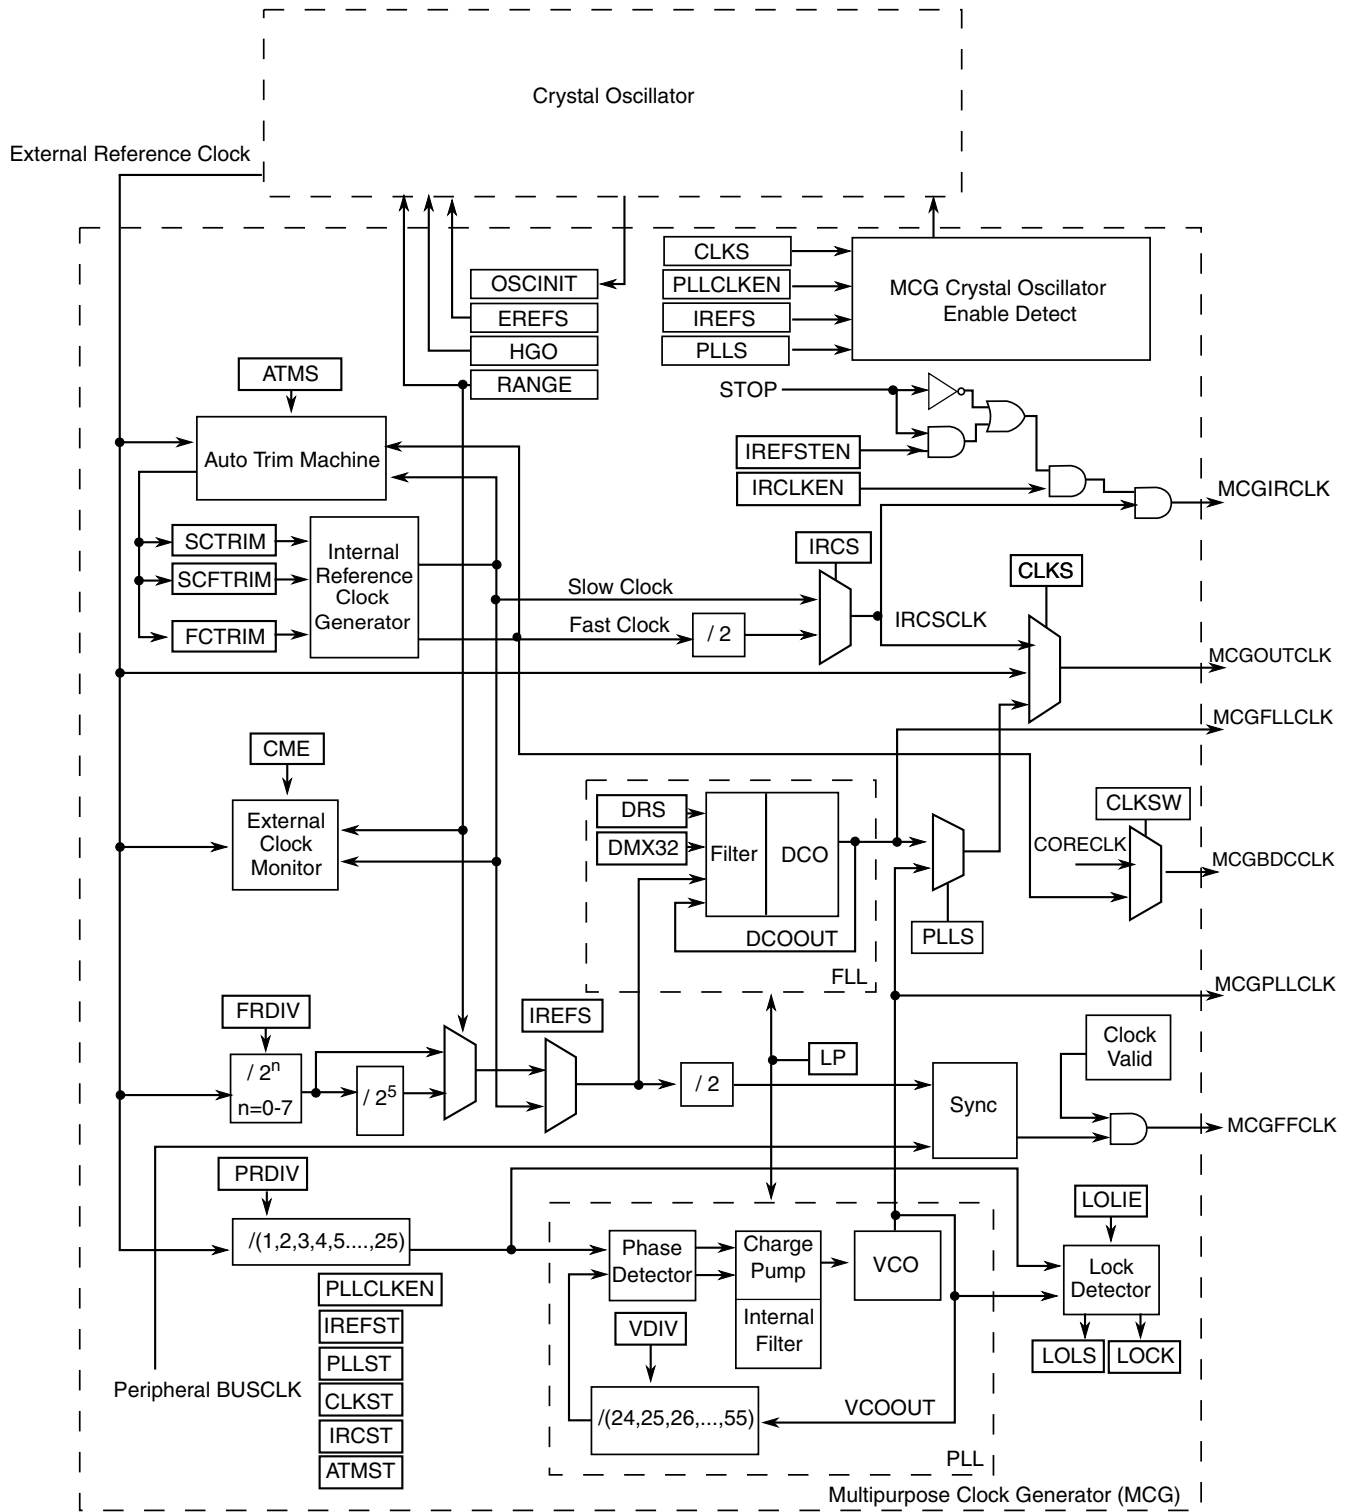 Crystal Oscillator
External Reference Clock
CLKS
OSCINIT
PLLCLKEN
MCG Crystal Oscillator
Enable Detect
EREFS
IREFS
HGO
PLLS
ATMS
RANGE
STOP
Auto Trim Machine
IREFSTEN
IRCLKEN
MCGIRCLK
SCTRIM
SCFTRIM
FCTRIM
Internal
Reference
Clock
Generator
IRCS
CLKS
Slow Clock
Fast Clock
/ 2
IRCSCLK
MCGOUTCLK
MCGFLLCLK
CME
External
Clock
Monitor
DRS
DMX32
Filter
DCO
DCOOUT
FLL
PLLS
CLKSW
CORECLK
MCGBDCCLK
MCGPLLCLK
FRDIV
/ 2n
n=0-7
/ 25
IREFS
LP
/ 2
Sync
Clock
Valid
MCGFFCLK
PRDIV
/(1,2,3,4,5....,25)
Phase
Detector
Charge
Pump
Internal
Filter
VCO
LOLIE
Lock
Detector
LOLS
LOCK
PLLCLKEN
IREFST
PLLST
CLKST
IRCST
ATMST
VDIV
/(24,25,26,...,55)
VCOOUT
PLL
Peripheral BUSCLK
Multipurpose Clock Generator (MCG)